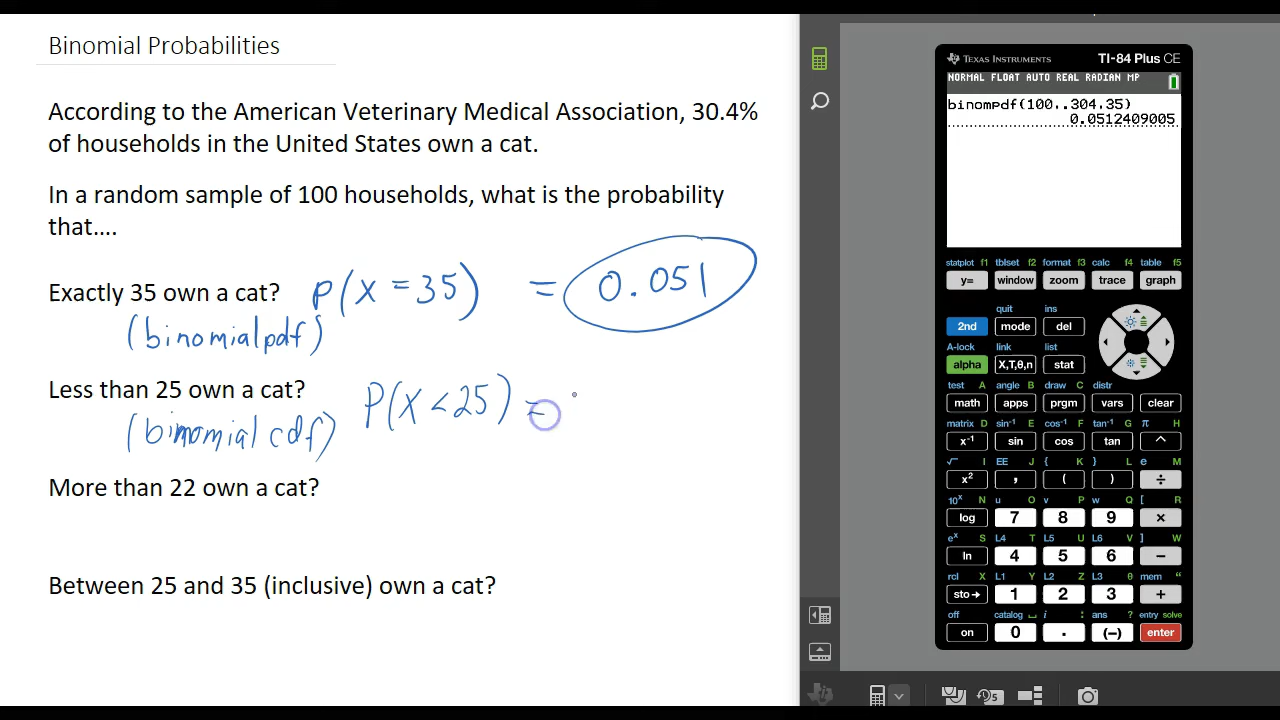 Binomial Probabilities
According to the American Veterinary Medical Association, 30.4%
of households in the United States own a cat.
In a random sample of 100 households, what is the probability
that....
Exactly 35 own a cat? P(X = 35) = 0.051
(binomialpdf)
Less than 25 own a cat? P(X < 25) =
(binomial cdf)
More than 22 own a cat?
Between 25 and 35 (inclusive) own a cat?
TEXAS INSTRUMENTS TI-84 Plus CE
NORMAL FLOAT AUTO REAL RADIAN MP
binompdf(100,.304,35)
0.0512409005
statplot f1 tblset f2 format f3 calc f4 table f5
y= window zoom trace graph
quit ins
2nd mode del
A-lock link list
alpha X,T,θ,n stat
test A angle B draw C distr
math apps prgm vars clear
matrix D sin⁻¹ E cos⁻¹ F tan⁻¹ G π H
x⁻¹ sin cos tan ^
√ I EE J { K } L e M
x² , ( ) ÷
10ˣ N u O v P w Q [ R
log 7 8 9 ×
eˣ S L4 T L5 U L6 V ] W
ln 4 5 6 −
rcl X L1 Y L2 Z L3 θ mem "
sto→ 1 2 3 +
off catalog ⎵ i : ans ? entry solve
on 0 . (−) enter